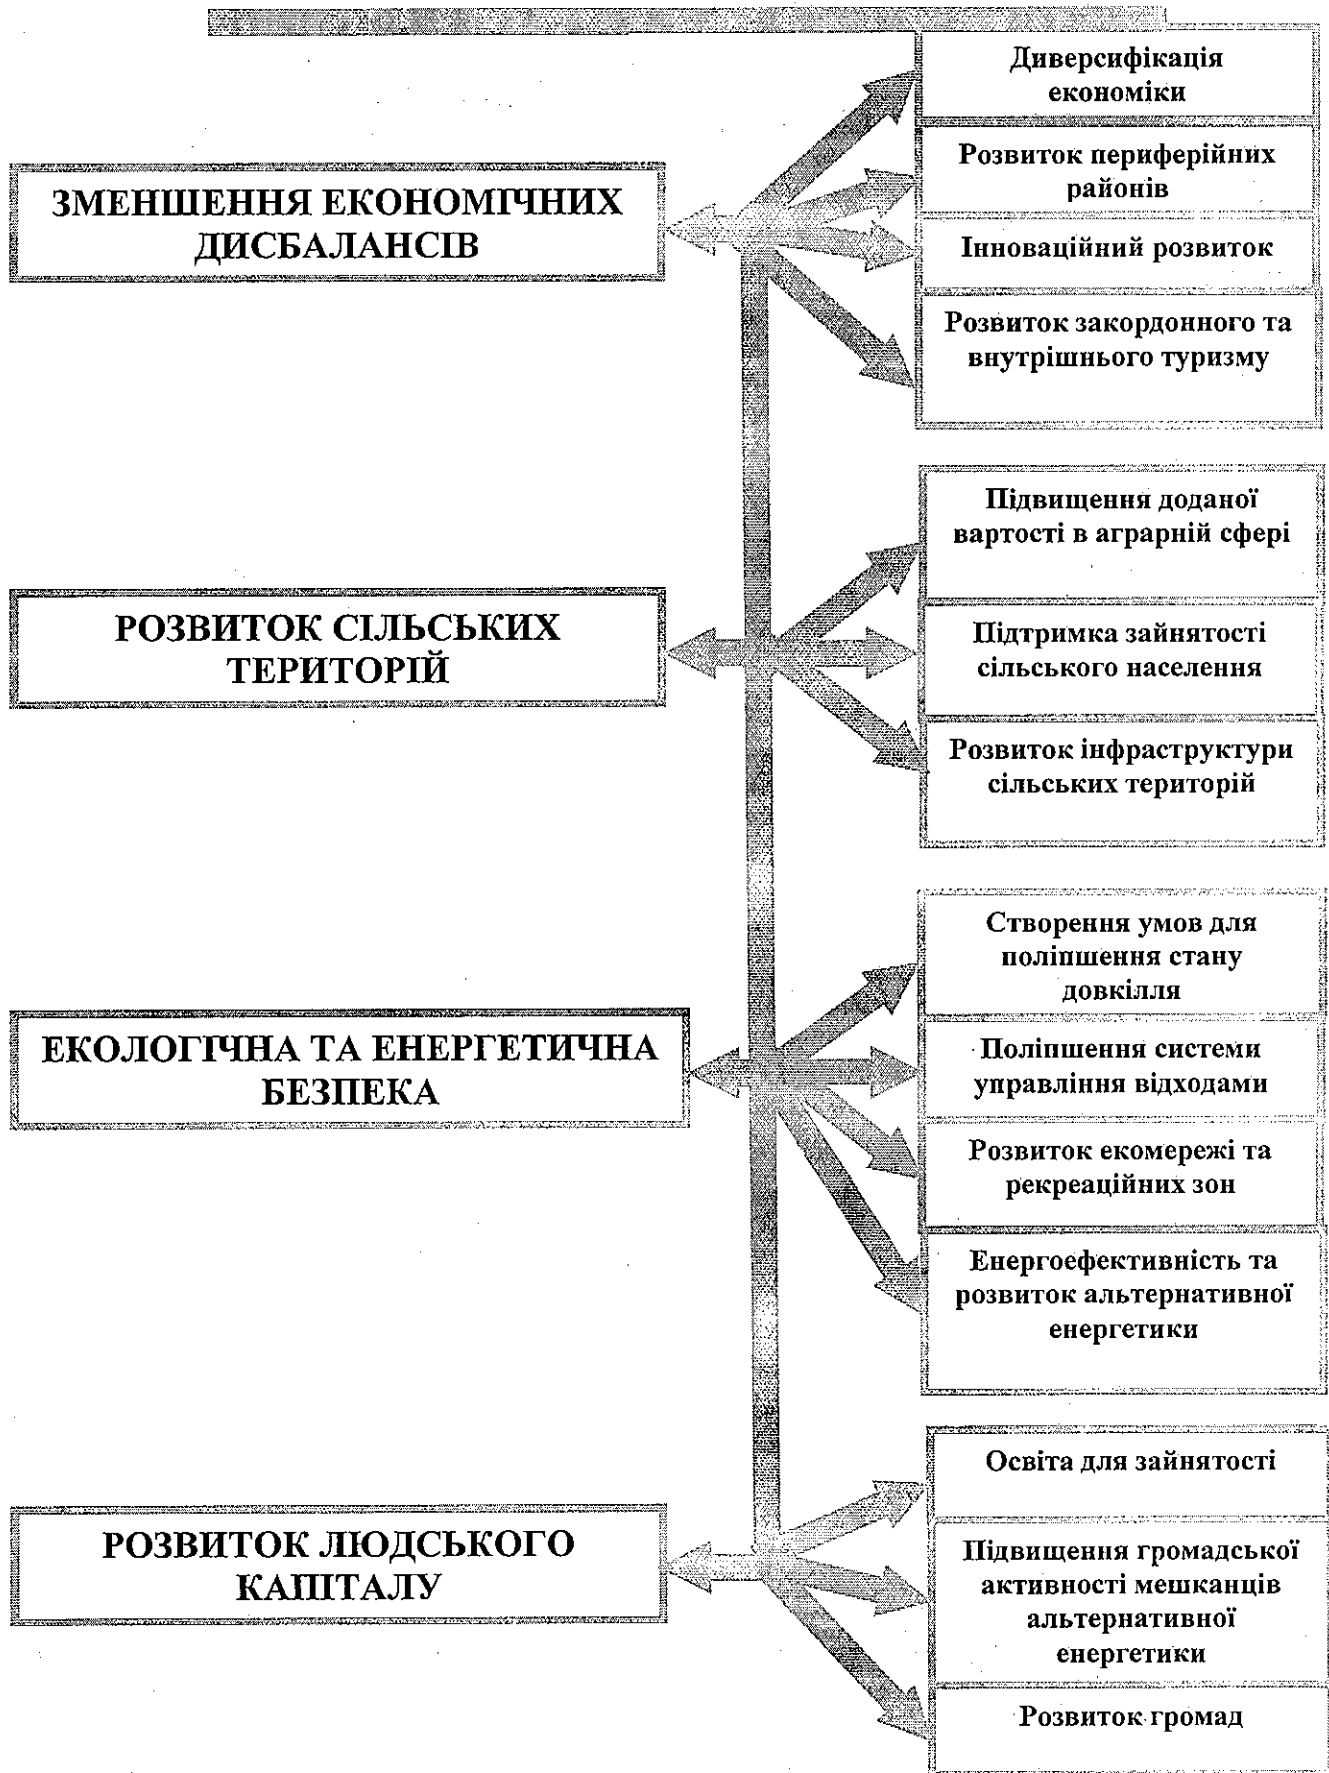 ЗМЕНШЕННЯ ЕКОНОМІЧНИХ
ДИСБАЛАНСІВ
Диверсифікація
економіки
Розвиток периферійних
районів
Інноваційний розвиток
Розвиток закордонного та
внутрішнього туризму
РОЗВИТОК СІЛЬСЬКИХ
ТЕРИТОРІЙ
Підвищення доданої
вартості в аграрній сфері
Підтримка зайнятості
сільського населення
Розвиток інфраструктури
сільських територій
ЕКОЛОГІЧНА ТА ЕНЕРГЕТИЧНА
БЕЗПЕКА
Створення умов для
поліпшення стану
довкілля
Поліпшення системи
управління відходами
Розвиток екомережі та
рекреаційних зон
Енергоефективність та
розвиток альтернативної
енергетики
РОЗВИТОК ЛЮДСЬКОГО
КАПІТАЛУ
Освіта для зайнятості
Підвищення громадської
активності мешканців
альтернативної
енергетики
Розвиток громад